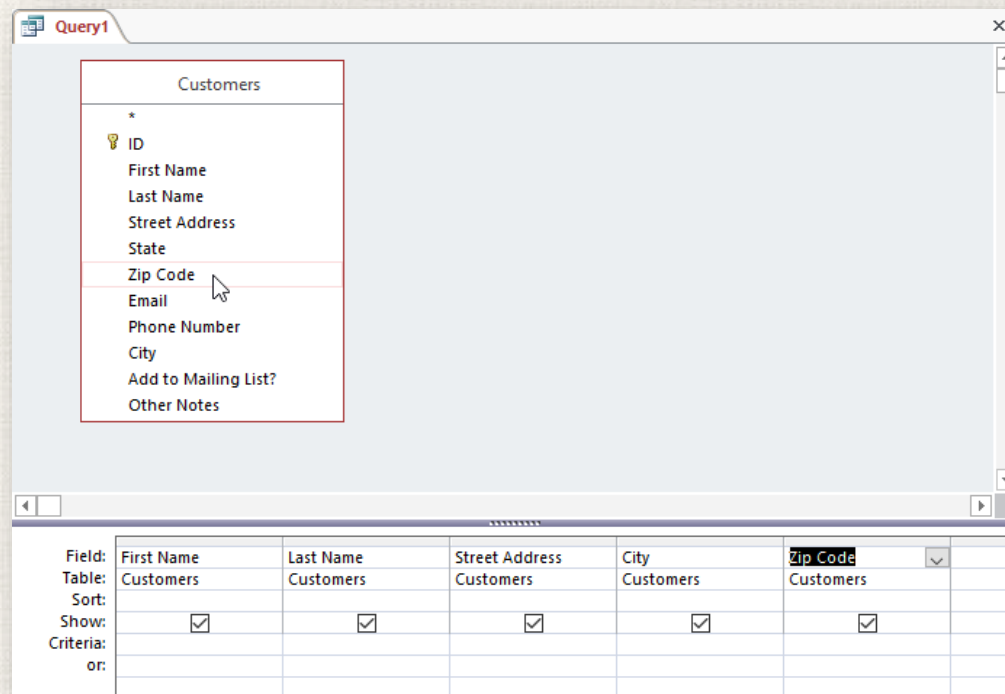 Query1
Customers
*
ID
First Name
Last Name
Street Address
State
Zip Code
Email
Phone Number
City
Add to Mailing List?
Other Notes
Field: First Name Last Name Street Address City Zip Code
Table: Customers Customers Customers Customers Customers
Sort:
Show:
Criteria:
or: